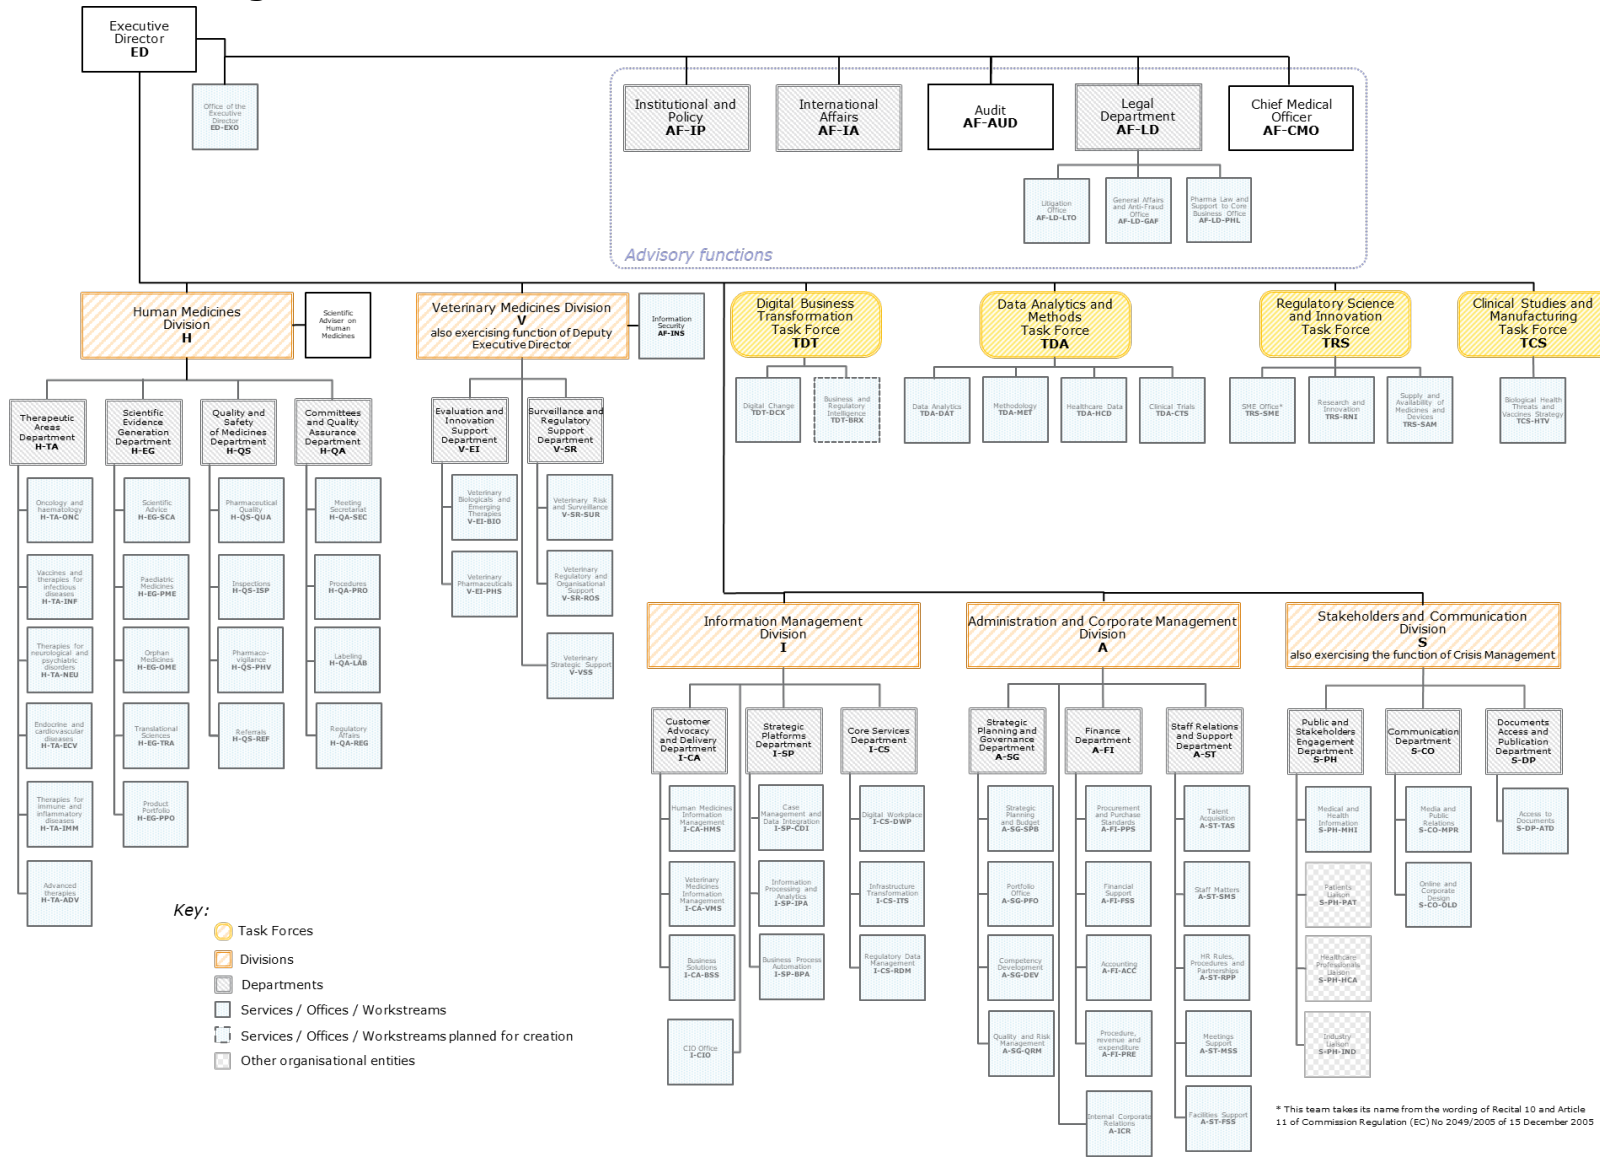 Executive
Director
ED
Office of the
Executive
Director
ED-EXO
Institutional and
Policy
AF-IP
International
Affairs
AF-IA
Audit
AF-AUD
Legal
Department
AF-LD
Chief Medical
Officer
AF-CMO
Litigation
Office
AF-LD-LTO
General Affairs
and Anti-Fraud
Office
AF-LD-GAF
Pharma Law and
Support to Core
Business Office
AF-LD-PHL
Advisory functions
Human Medicines
Division
H
Scientific
Adviser on
Human
Medicines
Veterinary Medicines Division
V
also exercising function of Deputy
Executive Director
Information
Security
AF-INS
Digital Business
Transformation
Task Force
TDT
Data Analytics and
Methods
Task Force
TDA
Regulatory Science
and Innovation
Task Force
TRS
Clinical Studies and
Manufacturing
Task Force
TCS
Digital Change
TDT-DCX
Business and
Regulatory
Intelligence
TDT-BRX
Data Analytics
TDA-DAT
Methodology
TDA-MET
Healthcare Data
TDA-HCD
Clinical Trials
TDA-CTS
SME Office*
TRS-SME
Research and
Innovation
TRS-RNI
Supply and
Availability of
Medicines and
Devices
TRS-SAM
Biological Health
Threats and
Vaccines Strategy
TCS-HTV
Therapeutic
Areas
Department
H-TA
Scientific
Evidence
Generation
Department
H-EG
Quality and
Safety
of Medicines
Department
H-QS
Committees
and Quality
Assurance
Department
H-QA
Evaluation and
Innovation
Support
Department
V-EI
Surveillance and
Regulatory
Support
Department
V-SR
Oncology and
haematology
H-TA-ONC
Scientific
Advice
H-EG-SCA
Pharmaceutical
Quality
H-QS-QUA
Meeting
Secretariat
H-QA-SEC
Veterinary
Biologicals and
Emerging
Therapies
V-EI-BIO
Veterinary Risk
and Surveillance
V-SR-SUR
Vaccines and
therapies for
infectious
diseases
H-TA-INF
Paediatric
Medicines
H-EG-PME
Inspections
H-QS-ISP
Procedures
H-QA-PRO
Veterinary
Pharmaceuticals
V-EI-PHS
Veterinary
Regulatory and
Organisational
Support
V-SR-ROS
Therapies for
neurological and
psychiatric
disorders
H-TA-NEU
Orphan
Medicines
H-EG-OME
Pharmaco-
vigilance
H-QS-PHV
Labeling
H-QA-LAB
Veterinary
Strategic Support
V-VSS
Endocrine and
cardiovascular
diseases
H-TA-ECV
Translational
Sciences
H-EG-TRA
Referrals
H-QS-REF
Regulatory
Affairs
H-QA-REG
Therapies for
immune and
inflammatory
diseases
H-TA-IMM
Product
Portfolio
H-EG-PPO
Advanced
therapies
H-TA-ADV
Information Management
Division
I
Administration and Corporate Management
Division
A
Stakeholders and Communication
Division
S
also exercising the function of Crisis Management
Customer
Advocacy
and Delivery
Department
I-CA
Strategic
Platforms
Department
I-SP
Core Services
Department
I-CS
Strategic
Planning and
Governance
Department
A-SG
Finance
Department
A-FI
Staff Relations
and Support
Department
A-ST
Public and
Stakeholders
Engagement
Department
S-PH
Communication
Department
S-CO
Documents
Access and
Publication
Department
S-DP
Human Medicines
Information
Management
I-CA-HMS
Case
Management and
Data Integration
I-SP-CDI
Digital Workplace
I-CS-DWP
Strategic
Planning
and Budget
A-SG-SPB
Procurement
and Purchase
Standards
A-FI-PPS
Talent
Acquisition
A-ST-TAS
Medical and
Health
Information
S-PH-MHI
Media and
Public
Relations
S-CO-MPR
Access to
Documents
S-DP-ATD
Veterinary
Medicines
Information
Management
I-CA-VMS
Information
Processing and
Analytics
I-SP-IPA
Infrastructure
Transformation
I-CS-ITS
Portfolio
Office
A-SG-PFO
Financial
Support
A-FI-FSS
Staff Matters
A-ST-SMS
Patients
Liaison
S-PH-PAT
Online and
Corporate
Design
S-CO-OLD
Business
Solutions
I-CA-BSS
Business Process
Automation
I-SP-BPA
Regulatory Data
Management
I-CS-RDM
Competency
Development
A-SG-DEV
Accounting
A-FI-ACC
HR Rules,
Procedures and
Partnerships
A-ST-RPP
Healthcare
Professionals
Liaison
S-PH-HCA
CIO Office
I-CIO
Quality and Risk
Management
A-SG-QRM
Procedure,
revenue and
expenditure
A-FI-PRE
Meetings
Support
A-ST-MSS
Industry
Liaison
S-PH-IND
Internal Corporate
Relations
A-ICR
Facilities Support
A-ST-FSS
Key:
Task Forces
Divisions
Departments
Services / Offices / Workstreams
Services / Offices / Workstreams planned for creation
Other organisational entities
* This team takes its name from the wording of Recital 10 and Article
11 of Commission Regulation (EC) No 2049/2005 of 15 December 2005